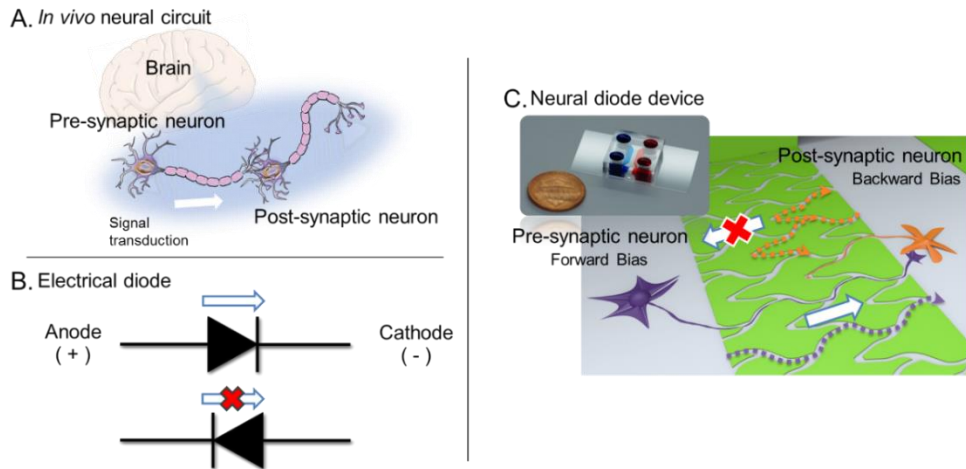 A. In vivo neural circuit
Brain
Pre-synaptic neuron
Signal
transduction
Post-synaptic neuron
B. Electrical diode
Anode
( + )
Cathode
( - )
C. Neural diode device
Post-synaptic neuron
Backward Bias
Pre-synaptic neuron
Forward Bias